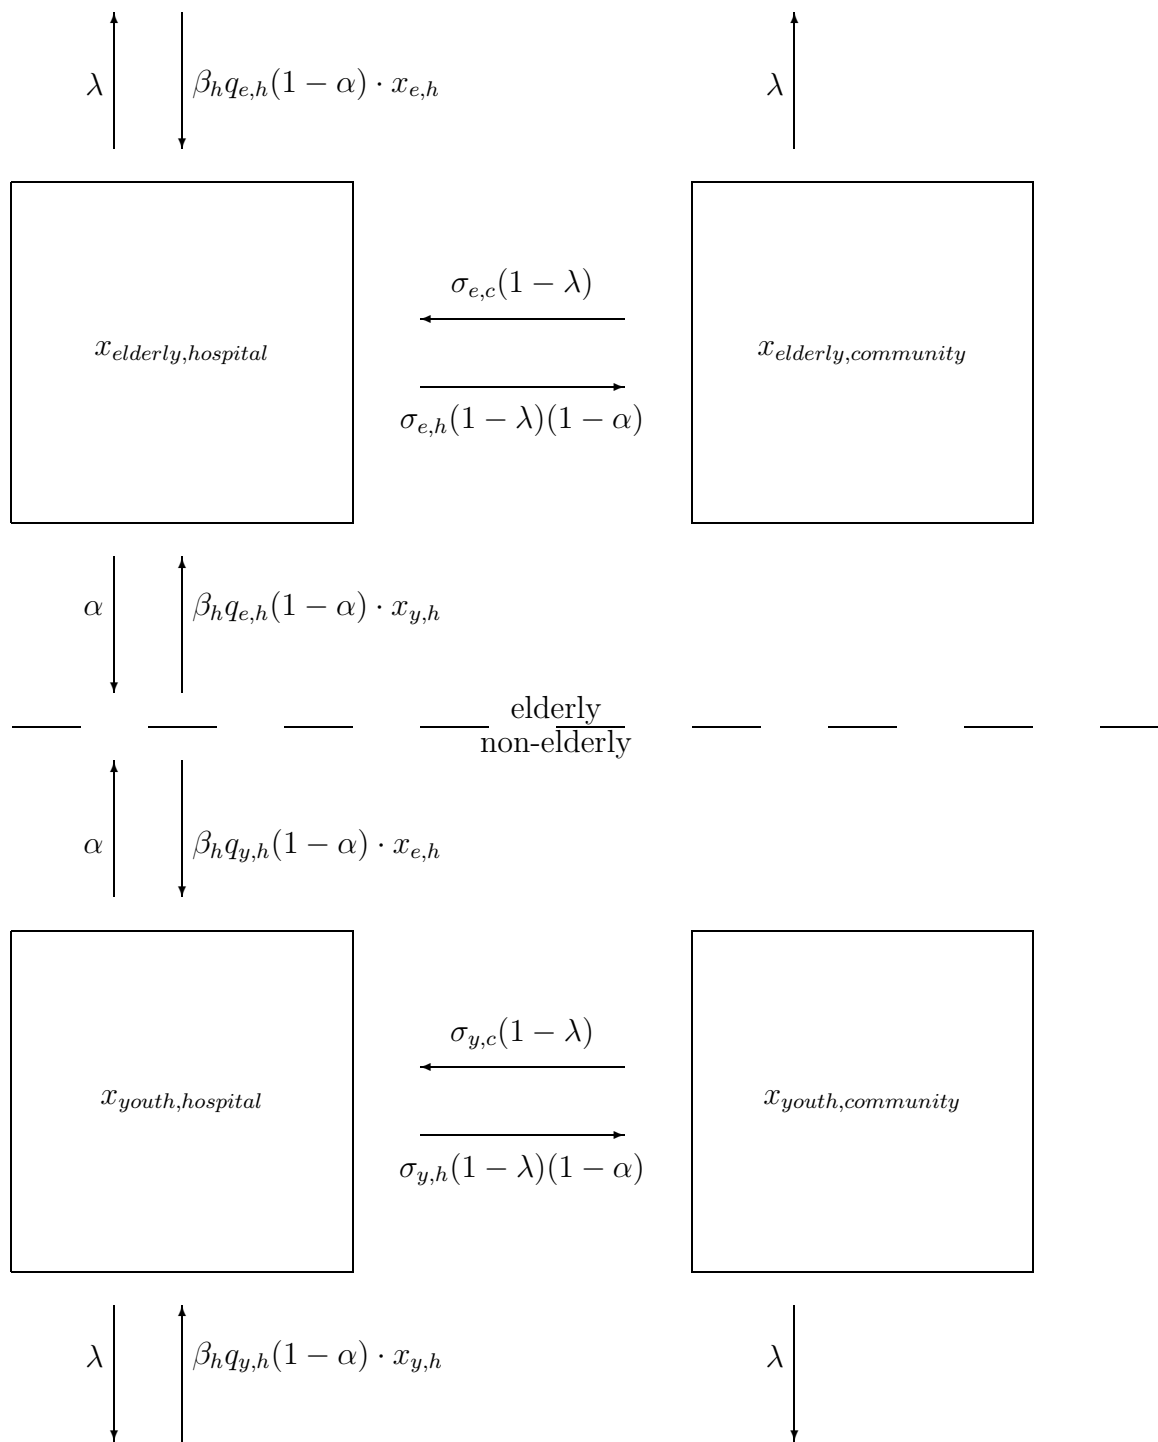 λ
β_h q_{e,h}(1 − α) · x_{e,h}
λ
σ_{e,c}(1 − λ)
x_{elderly,hospital}
x_{elderly,community}
σ_{e,h}(1 − λ)(1 − α)
α
β_h q_{e,h}(1 − α) · x_{y,h}
elderly
non-elderly
α
β_h q_{y,h}(1 − α) · x_{e,h}
σ_{y,c}(1 − λ)
x_{youth,hospital}
x_{youth,community}
σ_{y,h}(1 − λ)(1 − α)
λ
β_h q_{y,h}(1 − α) · x_{y,h}
λ